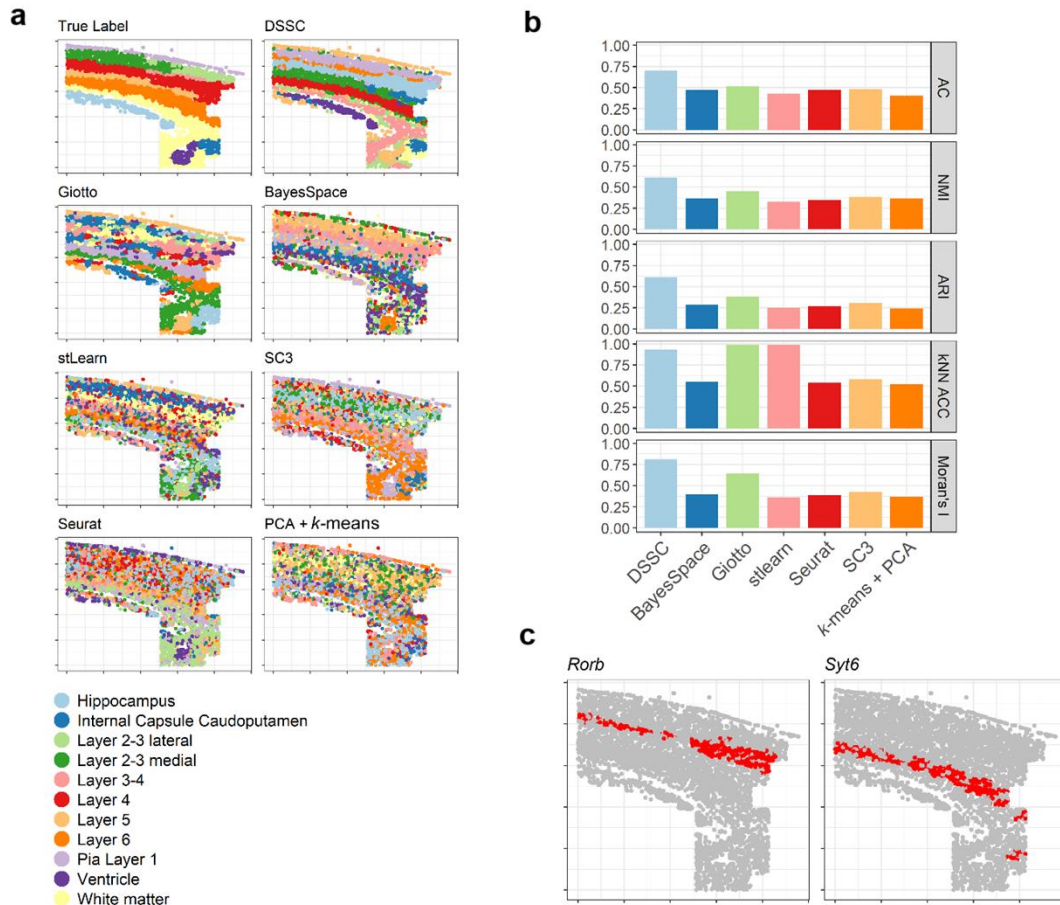 a
True Label
DSSC
Giotto
BayesSpace
stLearn
SC3
Seurat
PCA + k-means
Hippocampus
Internal Capsule Caudoputamen
Layer 2-3 lateral
Layer 2-3 medial
Layer 3-4
Layer 4
Layer 5
Layer 6
Pia Layer 1
Ventricle
White matter
b
1.00
0.75
0.50
0.25
0.00
AC
1.00
0.75
0.50
0.25
0.00
NMI
1.00
0.75
0.50
0.25
0.00
ARI
1.00
0.75
0.50
0.25
0.00
kNN ACC
1.00
0.75
0.50
0.25
0.00
Moran's I
DSSC
BayesSpace
Giotto
stlearn
Seurat
SC3
k-means + PCA
c
Rorb
Syt6